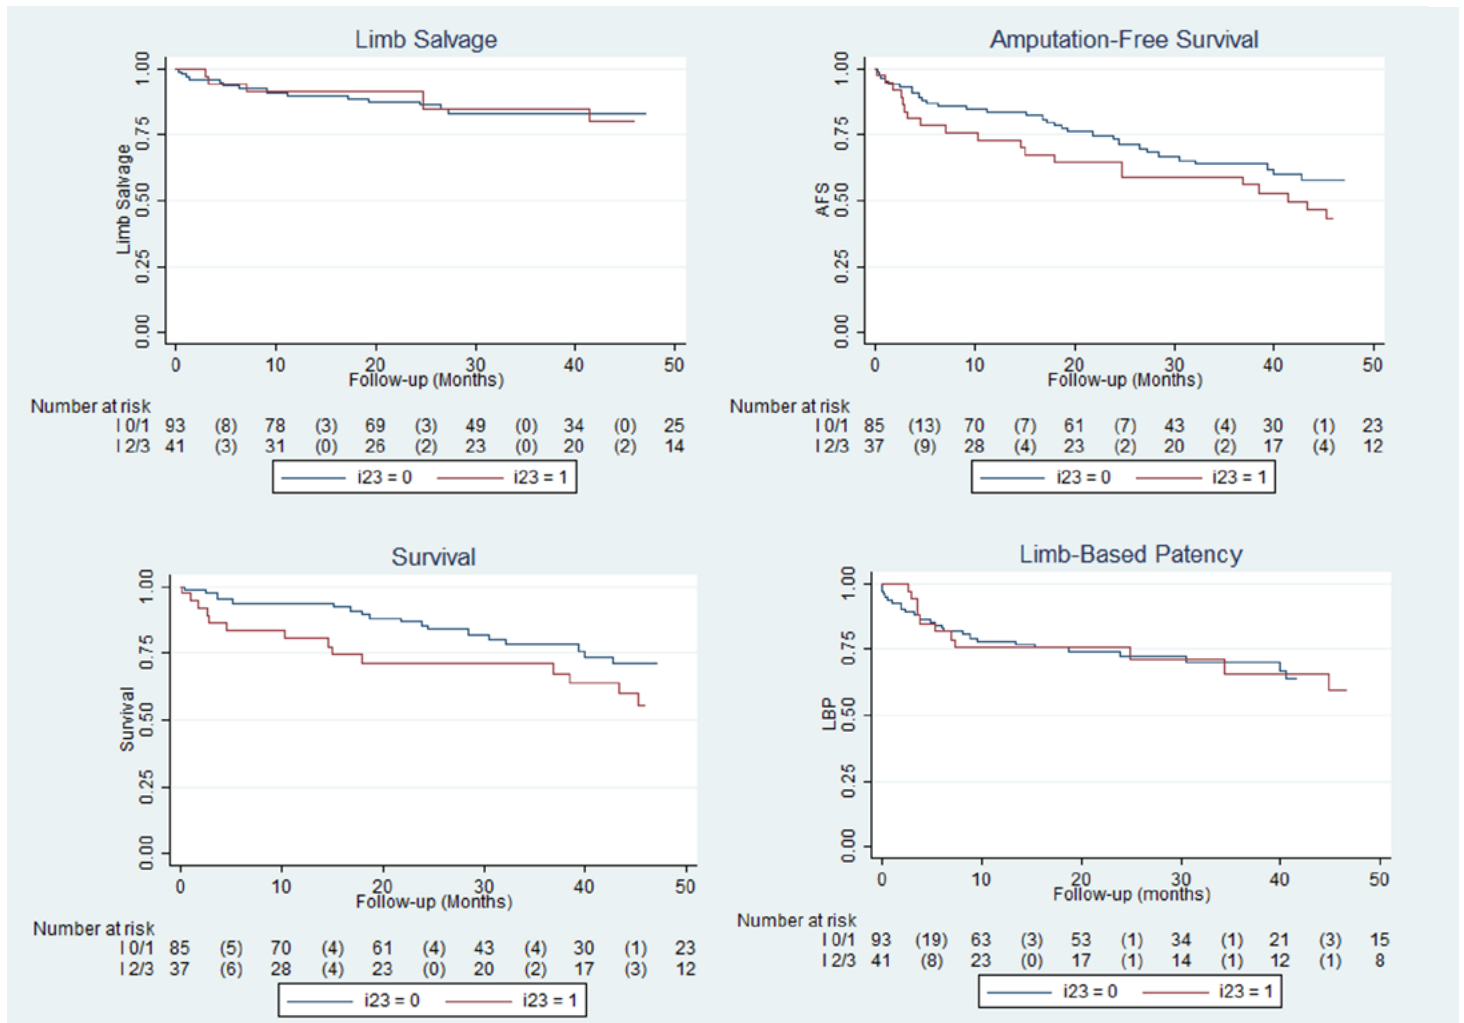 Limb Salvage
1.00
0.75
0.50
0.25
0.00
Limb Salvage
0 10 20 30 40 50
Follow-up (Months)
Number at risk
I 0/1 93 (8) 78 (3) 69 (3) 49 (0) 34 (0) 25
I 2/3 41 (3) 31 (0) 26 (2) 23 (0) 20 (2) 14
i23 = 0 i23 = 1
Amputation-Free Survival
1.00
0.75
0.50
0.25
0.00
AFS
0 10 20 30 40 50
Follow-up (Months)
Number at risk
I 0/1 85 (13) 70 (7) 61 (7) 43 (4) 30 (1) 23
I 2/3 37 (9) 28 (4) 23 (2) 20 (2) 17 (4) 12
i23 = 0 i23 = 1
Survival
1.00
0.75
0.50
0.25
0.00
Survival
0 10 20 30 40 50
Follow-up (Months)
Number at risk
I 0/1 85 (5) 70 (4) 61 (4) 43 (4) 30 (1) 23
I 2/3 37 (6) 28 (4) 23 (0) 20 (2) 17 (3) 12
i23 = 0 i23 = 1
Limb-Based Patency
1.00
0.75
0.50
0.25
0.00
LBP
0 10 20 30 40 50
Follow-up (months)
Number at risk
I 0/1 93 (19) 63 (3) 53 (1) 34 (1) 21 (3) 15
I 2/3 41 (8) 23 (0) 17 (1) 14 (1) 12 (1) 8
i23 = 0 i23 = 1